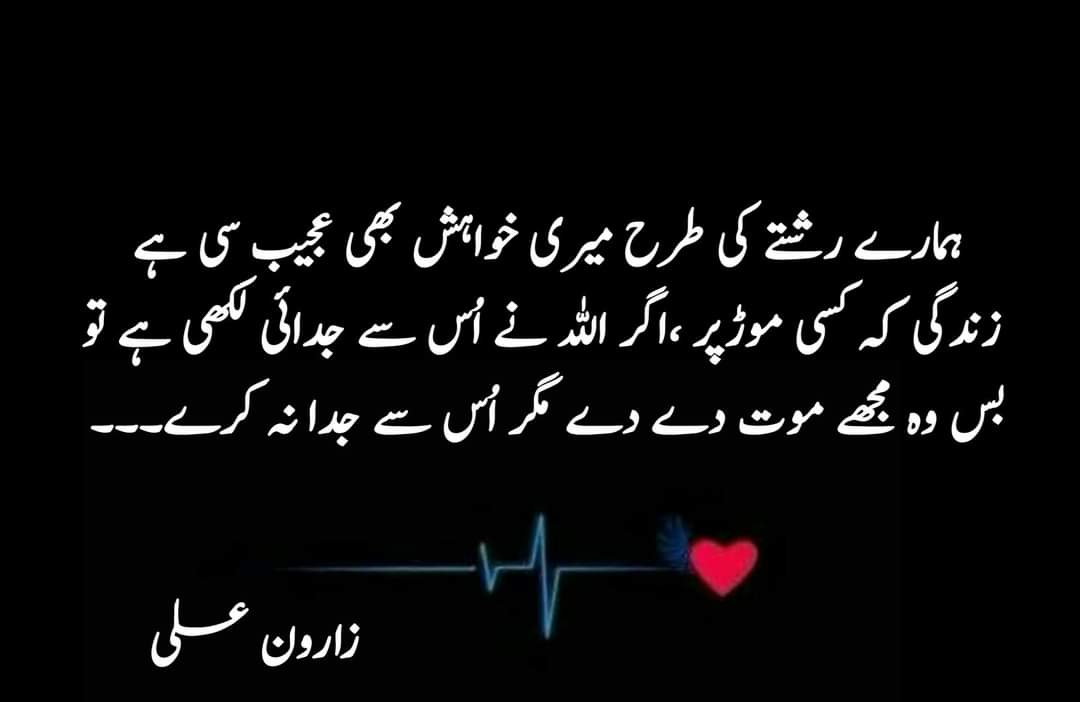 ہمارے رشتے کی طرح میری خواہش بھی عجیب سی ہے
زندگی کہ کسی موڑ پر ،اگر اللہ نے اُس سے جدائی لکھی ہے تو
بس وہ مجھے موت دے دے مگر اُس سے جدا نہ کرے۔۔۔
زارون علی